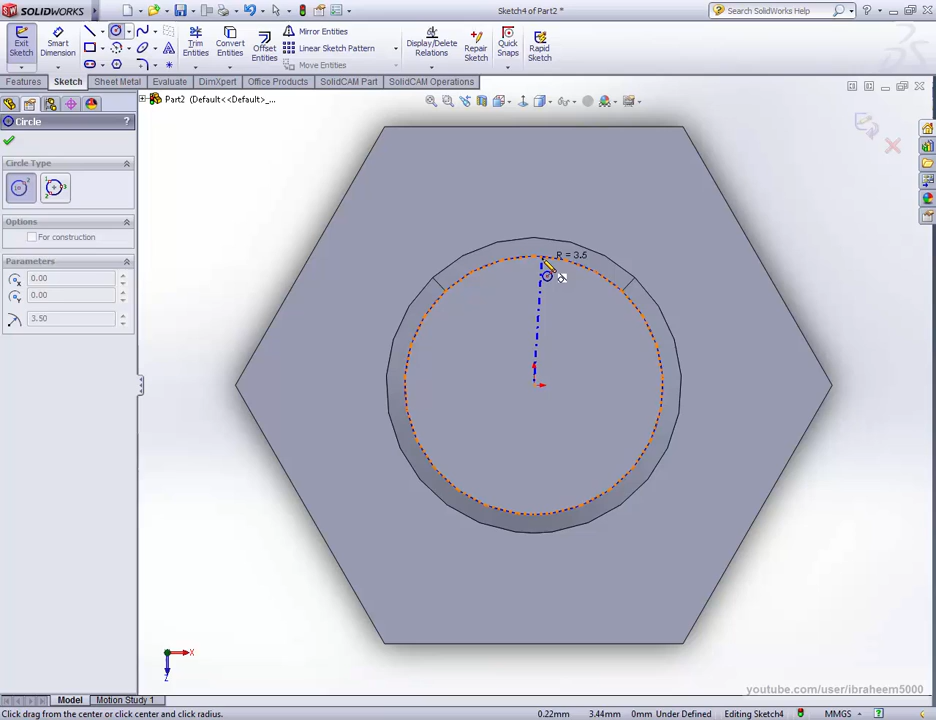 SOLIDWORKS
Sketch4 of Part2 *
Search SolidWorks Help
Exit Sketch
Smart Dimension
Trim Entities
Convert Entities
Offset Entities
Mirror Entities
Linear Sketch Pattern
Move Entities
Display/Delete Relations
Repair Sketch
Quick Snaps
Rapid Sketch
Features
Sketch
Sheet Metal
Evaluate
DimXpert
Office Products
SolidCAM Part
SolidCAM Operations
Part2 (Default<<Default>_...
Circle
?
Circle Type
Options
For construction
Parameters
0.00
0.00
3.50
R = 3.5
X
Z
youtube.com/user/ibraheem5000
Model
Motion Study 1
Click drag from the center or click center and click radius.
0.22mm
3.44mm
0mm
Under Defined
Editing Sketch4
MMGS